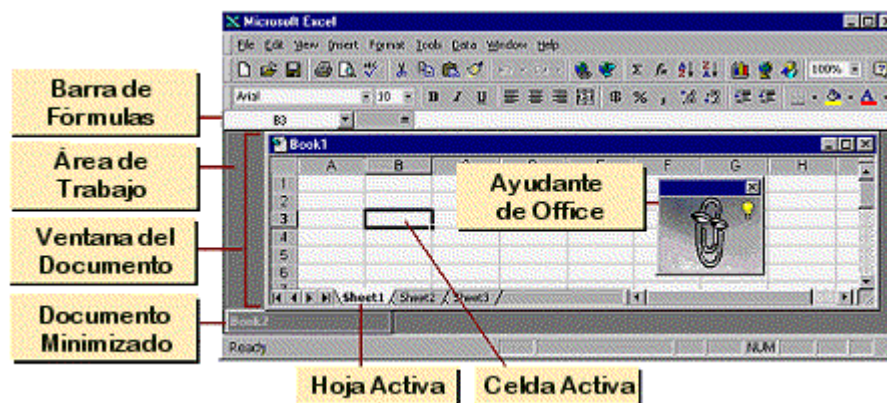 Microsoft Excel
File Edit View Insert Format Tools Data Window Help
100%
Arial 10 B I U % ,
B3 =
Barra de
Fórmulas
Book1
A B C D E F G H
Área de
Trabajo
1
2
3
4
5
6
7
Ayudante
de Office
Ventana del
Documento
Sheet1 Sheet2 Sheet3
Documento
Minimizado
Book2
Ready NUM
Hoja Activa
Celda Activa